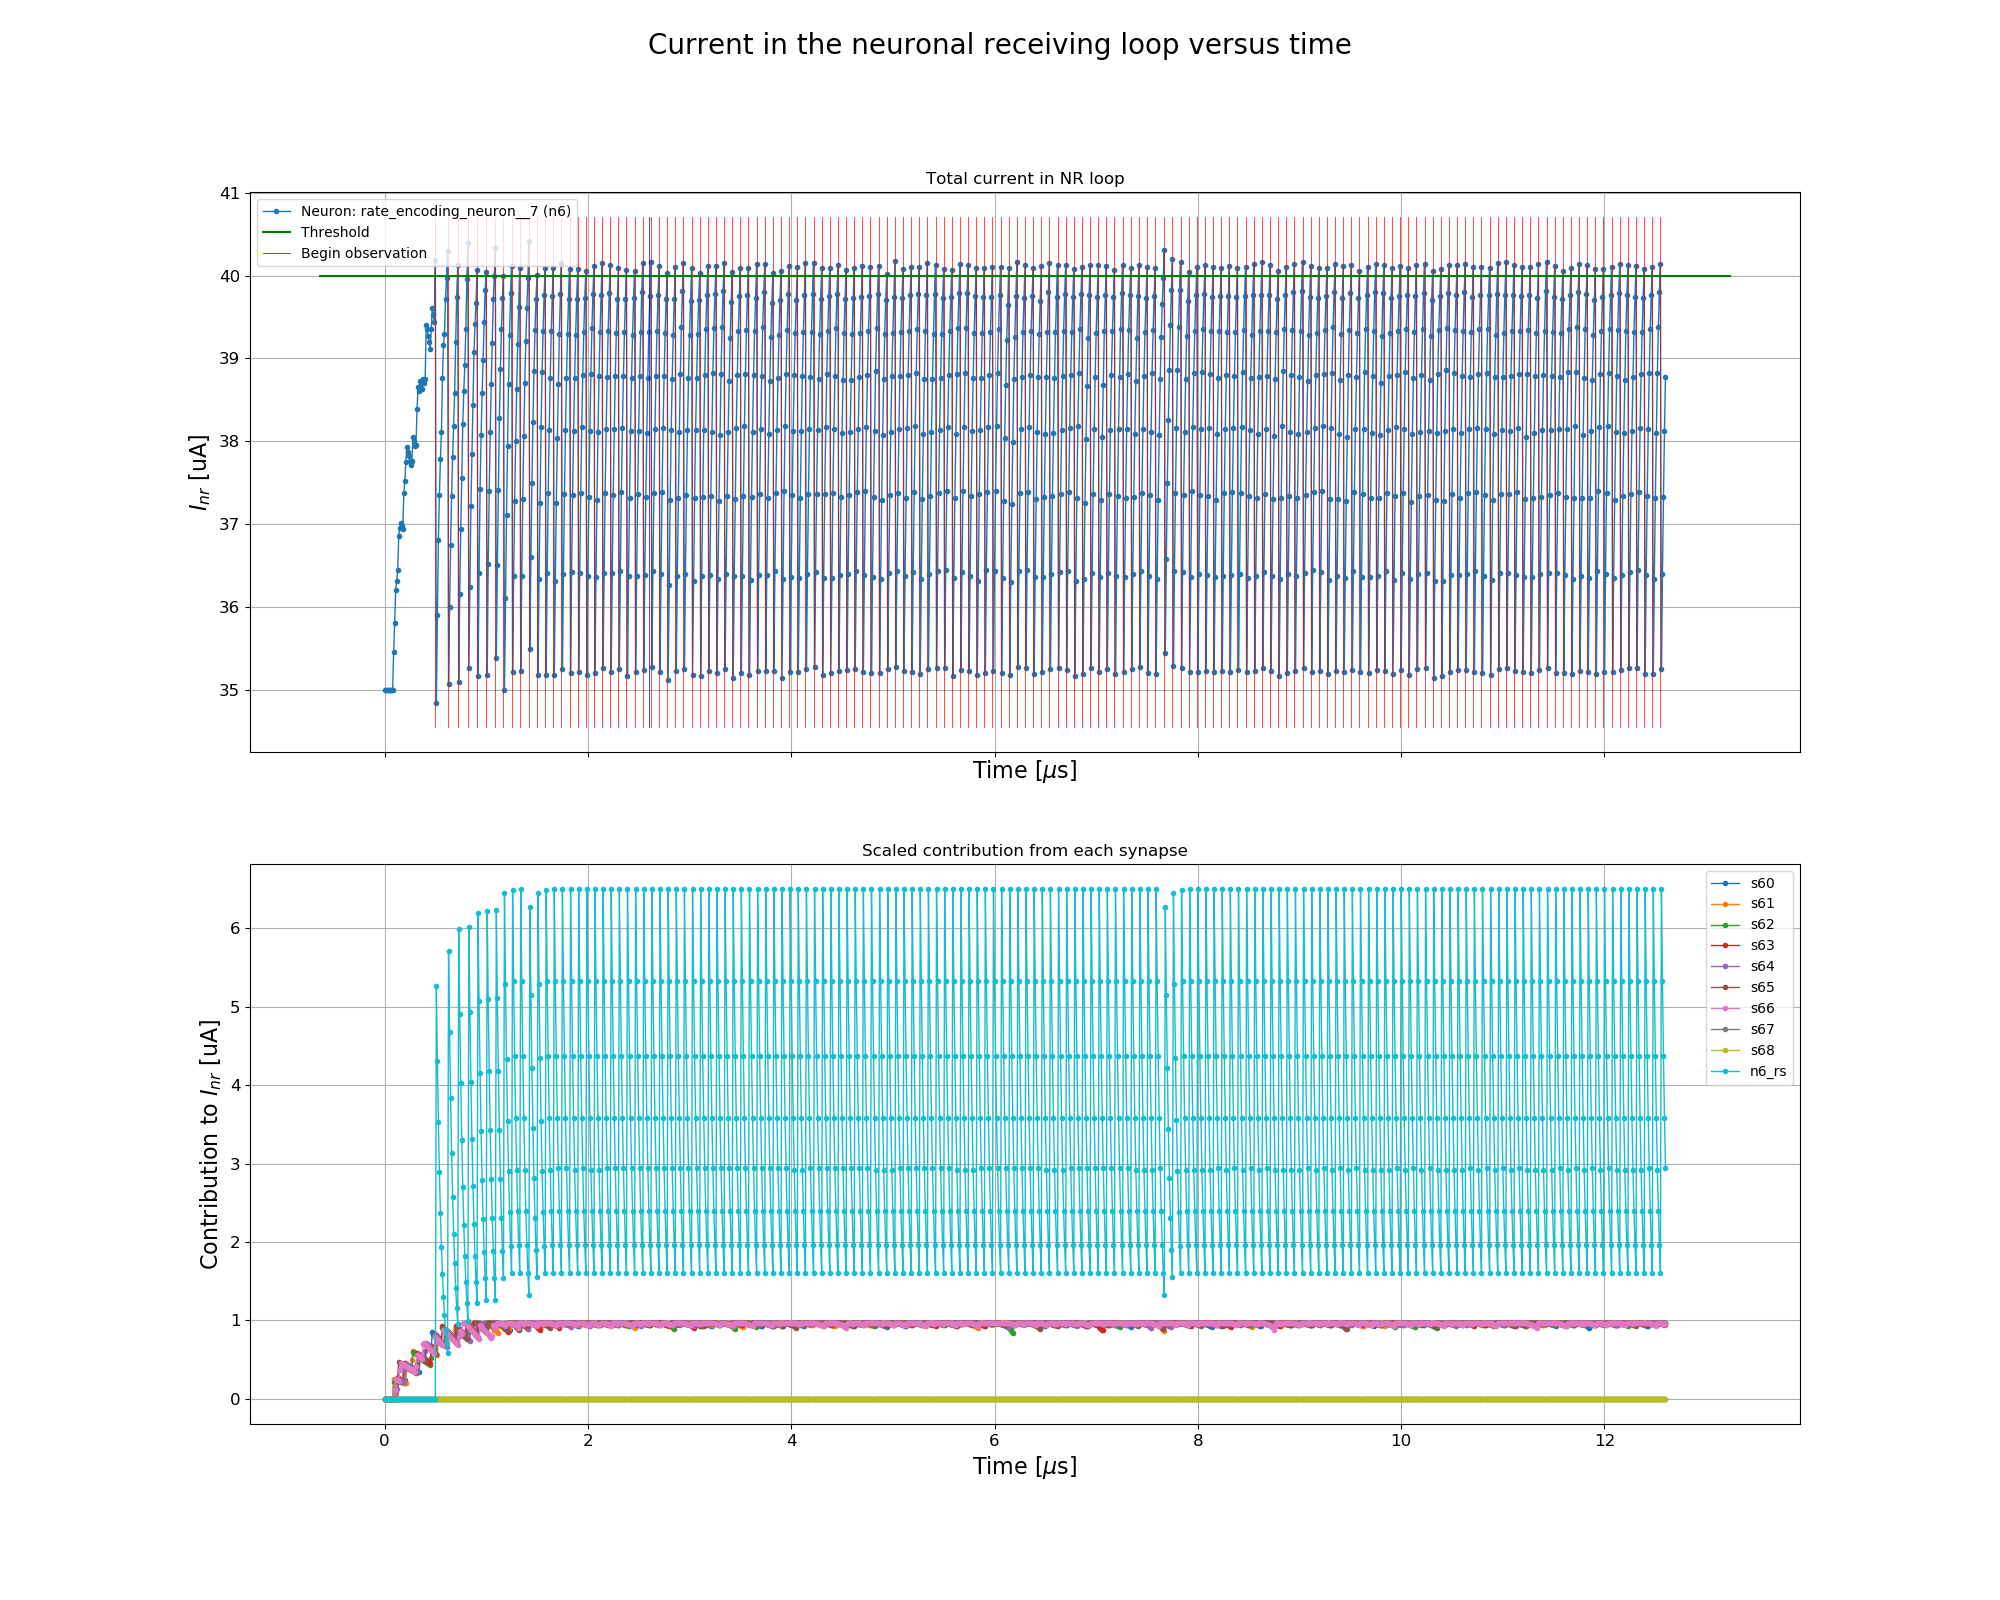 Current in the neuronal receiving loop versus time
Total current in NR loop
41
40
39
38
37
36
35
I_nr [uA]
Neuron: rate_encoding_neuron__7 (n6)
Threshold
Begin observation
Time [μs]
Scaled contribution from each synapse
6
5
4
3
2
1
0
Contribution to I_nr [uA]
s60
s61
s62
s63
s64
s65
s66
s67
s68
n6_rs
0 2 4 6 8 10 12
Time [μs]